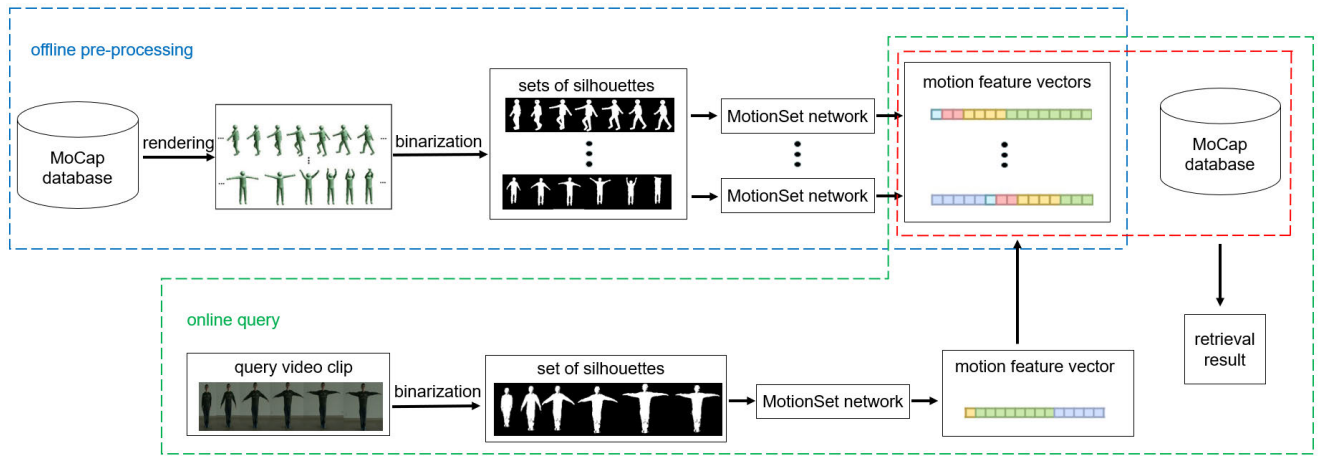 offline pre-processing
MoCap
database
rendering
binarization
sets of silhouettes
MotionSet network
MotionSet network
motion feature vectors
MoCap
database
online query
query video clip
binarization
set of silhouettes
MotionSet network
motion feature vector
retrieval
result